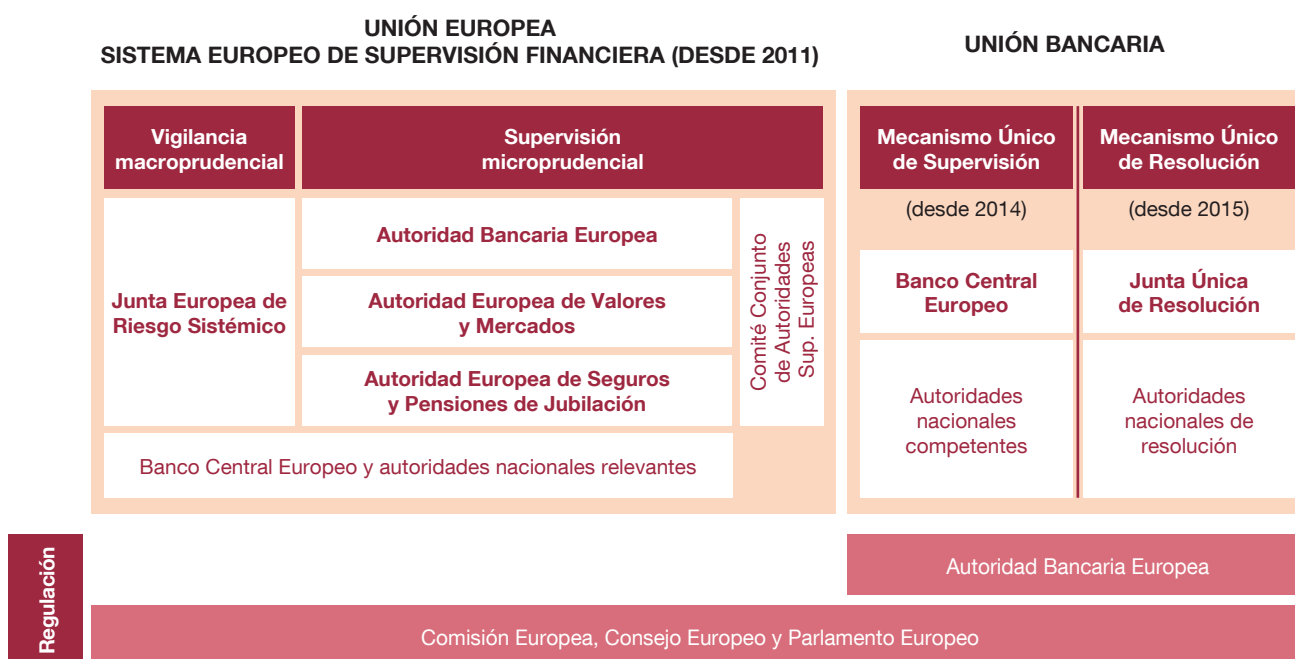 UNIÓN EUROPEA
SISTEMA EUROPEO DE SUPERVISIÓN FINANCIERA (DESDE 2011)
UNIÓN BANCARIA
Vigilancia
macroprudencial
Supervisión
microprudencial
Junta Europea de
Riesgo Sistémico
Autoridad Bancaria Europea
Autoridad Europea de Valores
y Mercados
Autoridad Europea de Seguros
y Pensiones de Jubilación
Comité Conjunto
de Autoridades
Sup. Europeas
Banco Central Europeo y autoridades nacionales relevantes
Mecanismo Único
de Supervisión
(desde 2014)
Banco Central
Europeo
Autoridades
nacionales
competentes
Mecanismo Único
de Resolución
(desde 2015)
Junta Única
de Resolución
Autoridades
nacionales de
resolución
Regulación
Autoridad Bancaria Europea
Comisión Europea, Consejo Europeo y Parlamento Europeo